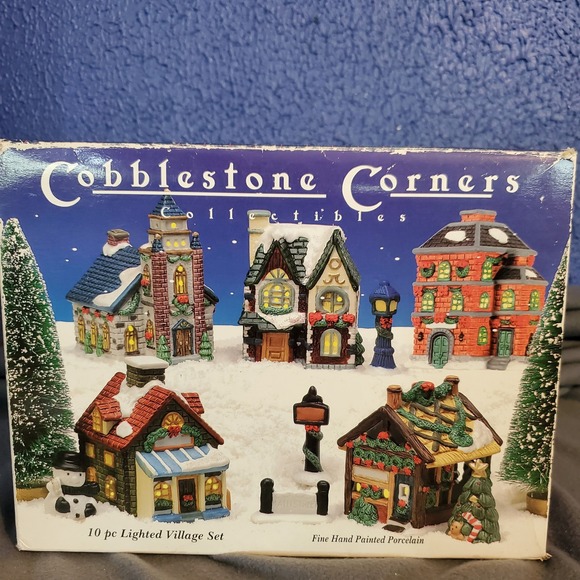 Cobblestone Corners
Collectibles
10 pc Lighted Village Set
Fine Hand Painted Porcelain